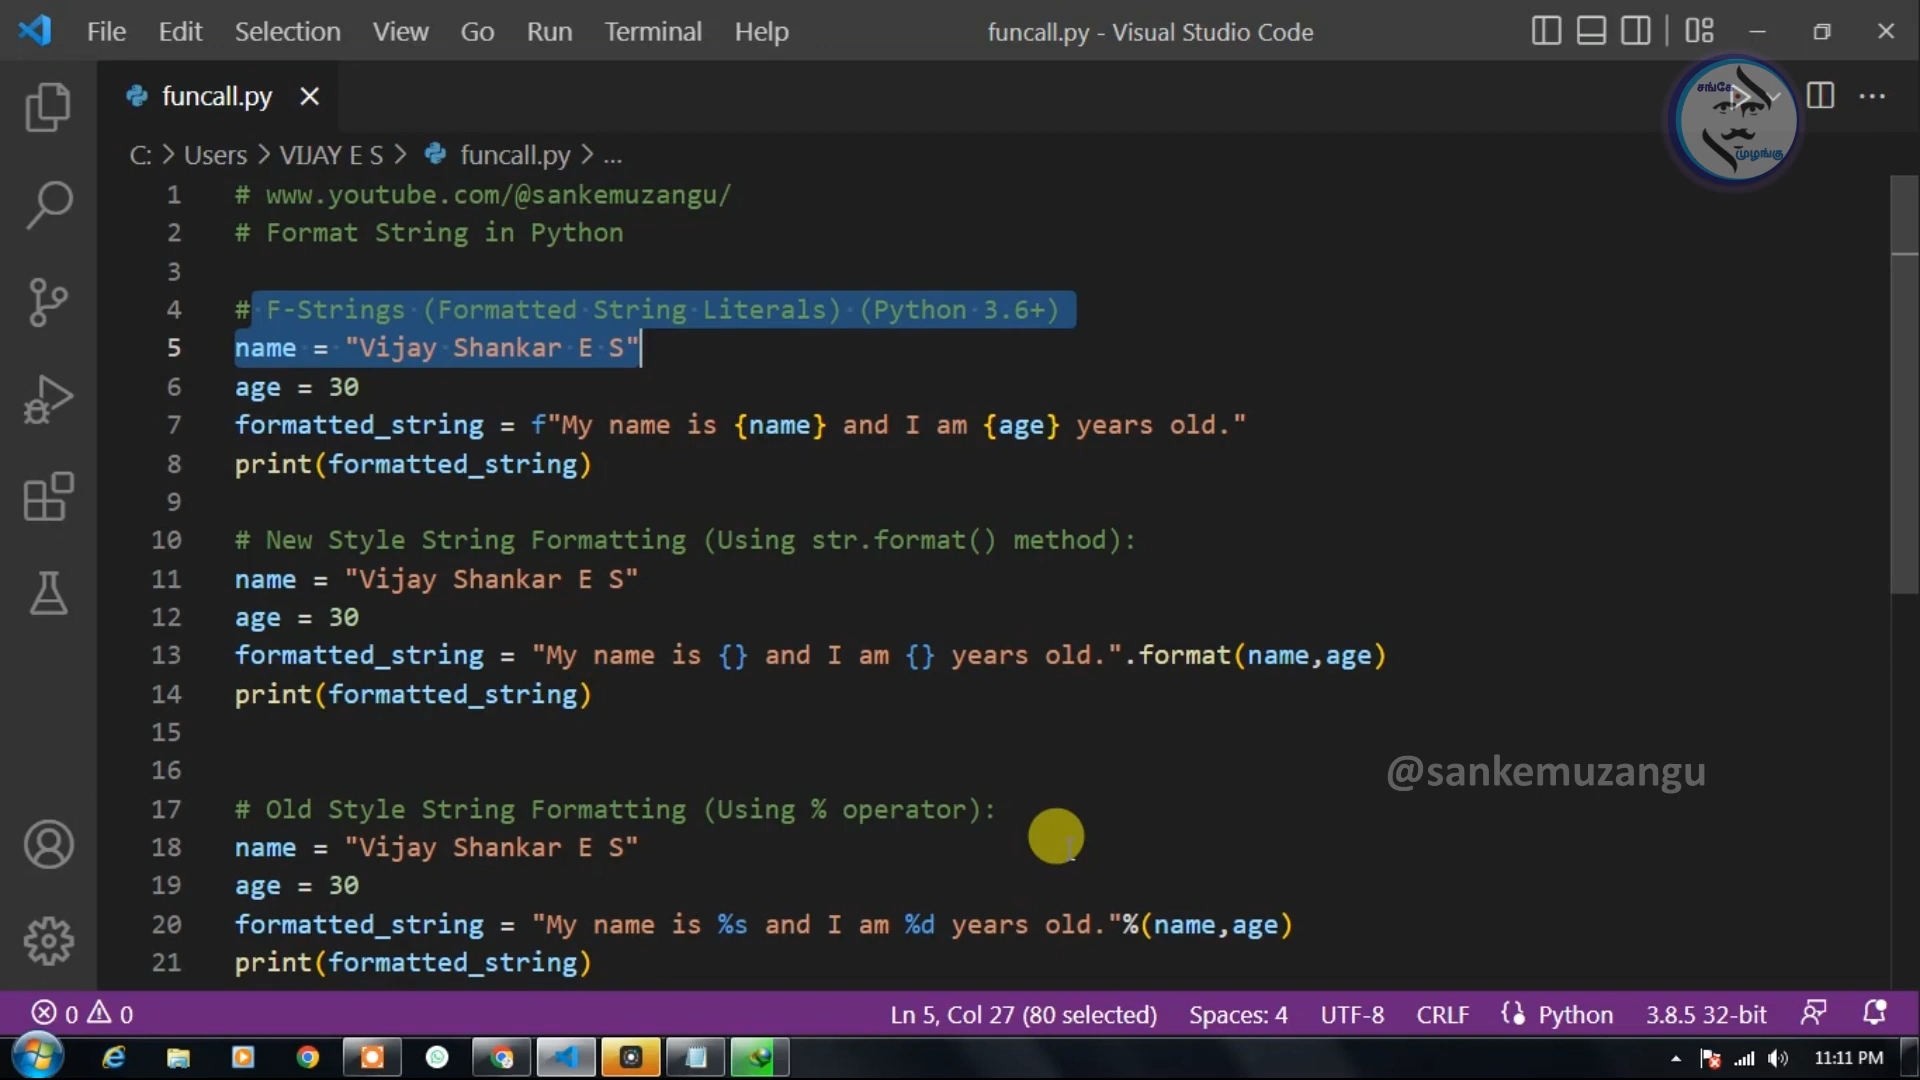 File Edit Selection View Go Run Terminal Help funcall.py - Visual Studio Code
funcall.py
சங்கே
முழங்கு
C: > Users > VIJAY E S > funcall.py > ...
1 # www.youtube.com/@sankemuzangu/
2 # Format String in Python
3
4 # F-Strings (Formatted String Literals) (Python 3.6+)
5 name = "Vijay Shankar E S"
6 age = 30
7 formatted_string = f"My name is {name} and I am {age} years old."
8 print(formatted_string)
9
10 # New Style String Formatting (Using str.format() method):
11 name = "Vijay Shankar E S"
12 age = 30
13 formatted_string = "My name is {} and I am {} years old.".format(name,age)
14 print(formatted_string)
15
16
@sankemuzangu
17 # Old Style String Formatting (Using % operator):
18 name = "Vijay Shankar E S"
19 age = 30
20 formatted_string = "My name is %s and I am %d years old."%(name,age)
21 print(formatted_string)
0 0 Ln 5, Col 27 (80 selected) Spaces: 4 UTF-8 CRLF Python 3.8.5 32-bit
11:11 PM